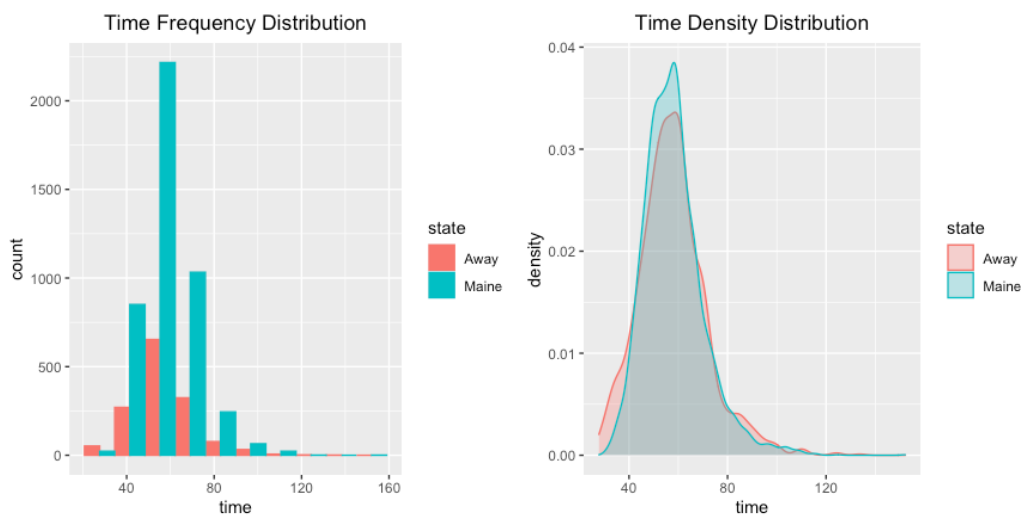 Time Frequency Distribution
2000
1500
1000
500
0
count
40 80 120 160
time
state
Away
Maine
Time Density Distribution
0.04
0.03
0.02
0.01
0.00
density
40 80 120
time
state
Away
Maine